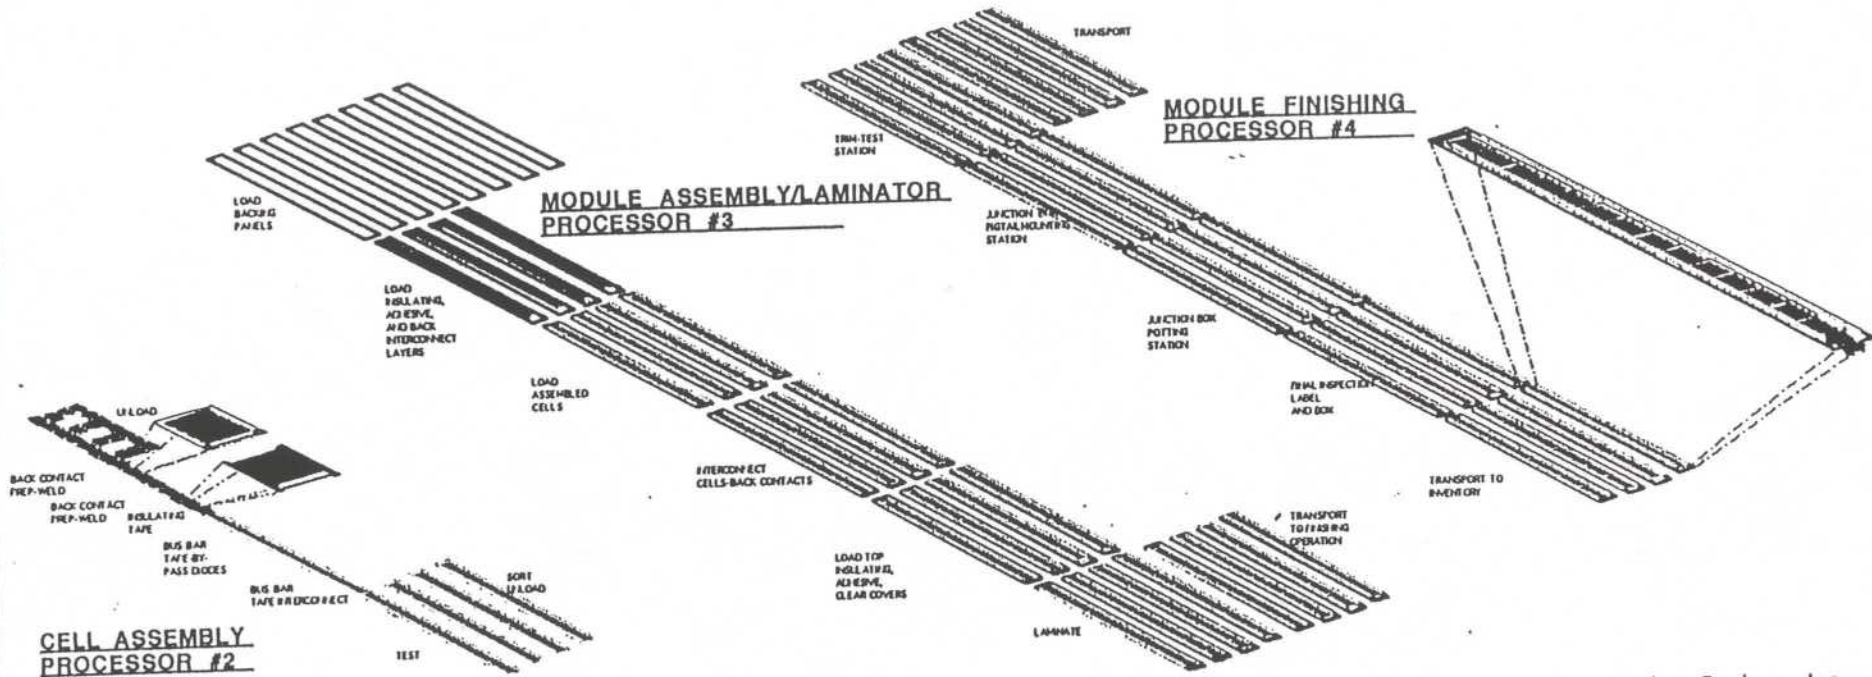 TRANSPORT
MODULE FINISHING
PROCESSOR #4
TRIM-TEST
STATION
LOAD
BACKING
PANELS
MODULE ASSEMBLY/LAMINATOR
PROCESSOR #3
JUNCTION
MOUNTING
STATION
LOAD
INSULATING,
ADHESIVE,
AND BACK
INTERCONNECT
LAYERS
JUNCTION BOX
POTTING
STATION
LOAD
ASSEMBLED
CELLS
FINAL INSPECTION
LABEL
AND BOX
UNLOAD
BACK CONTACT
PREP-WELD
BACK CONTACT
PREP-WELD
INSULATING
TAPE
INTERCONNECT
CELLS-BACK CONTACTS
TRANSPORT TO
INVENTORY
BUS BAR
TAPE-BY-
PASS DIODES
TRANSPORT
TO FINISHING
OPERATION
BUS BAR
TAPE INTERCONNECT
SORT
UNLOAD
LOAD TOP
INSULATING,
ADHESIVE,
CLEAR COVERS
CELL ASSEMBLY
PROCESSOR #2
TEST
LAMINATE